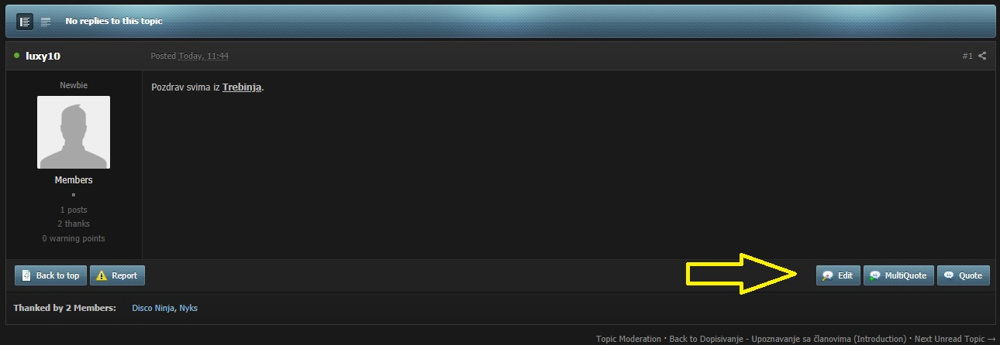 No replies to this topic
luxy10 Posted Today, 11:44 #1
Newbie
Pozdrav svima iz Trebinja.
Members
1 posts
2 thanks
0 warning points
Back to top Report Edit MultiQuote Quote
Thanked by 2 Members: Disco Ninja, Nyks
Topic Moderation · Back to Dopisivanje - Upoznavanje sa članovima (Introduction) · Next Unread Topic →